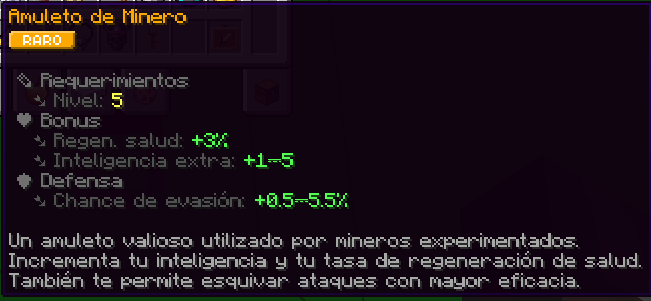 Amuleto de Minero
RARO
Requerimientos
Nivel: 5
Bonus
Regen. salud: +3%
Inteligencia extra: +1-5
Defensa
Chance de evasión: +0.5-5.5%
Un amuleto valioso utilizado por mineros experimentados.
Incrementa tu inteligencia y tu tasa de regeneración de salud.
También te permite esquivar ataques con mayor eficacia.